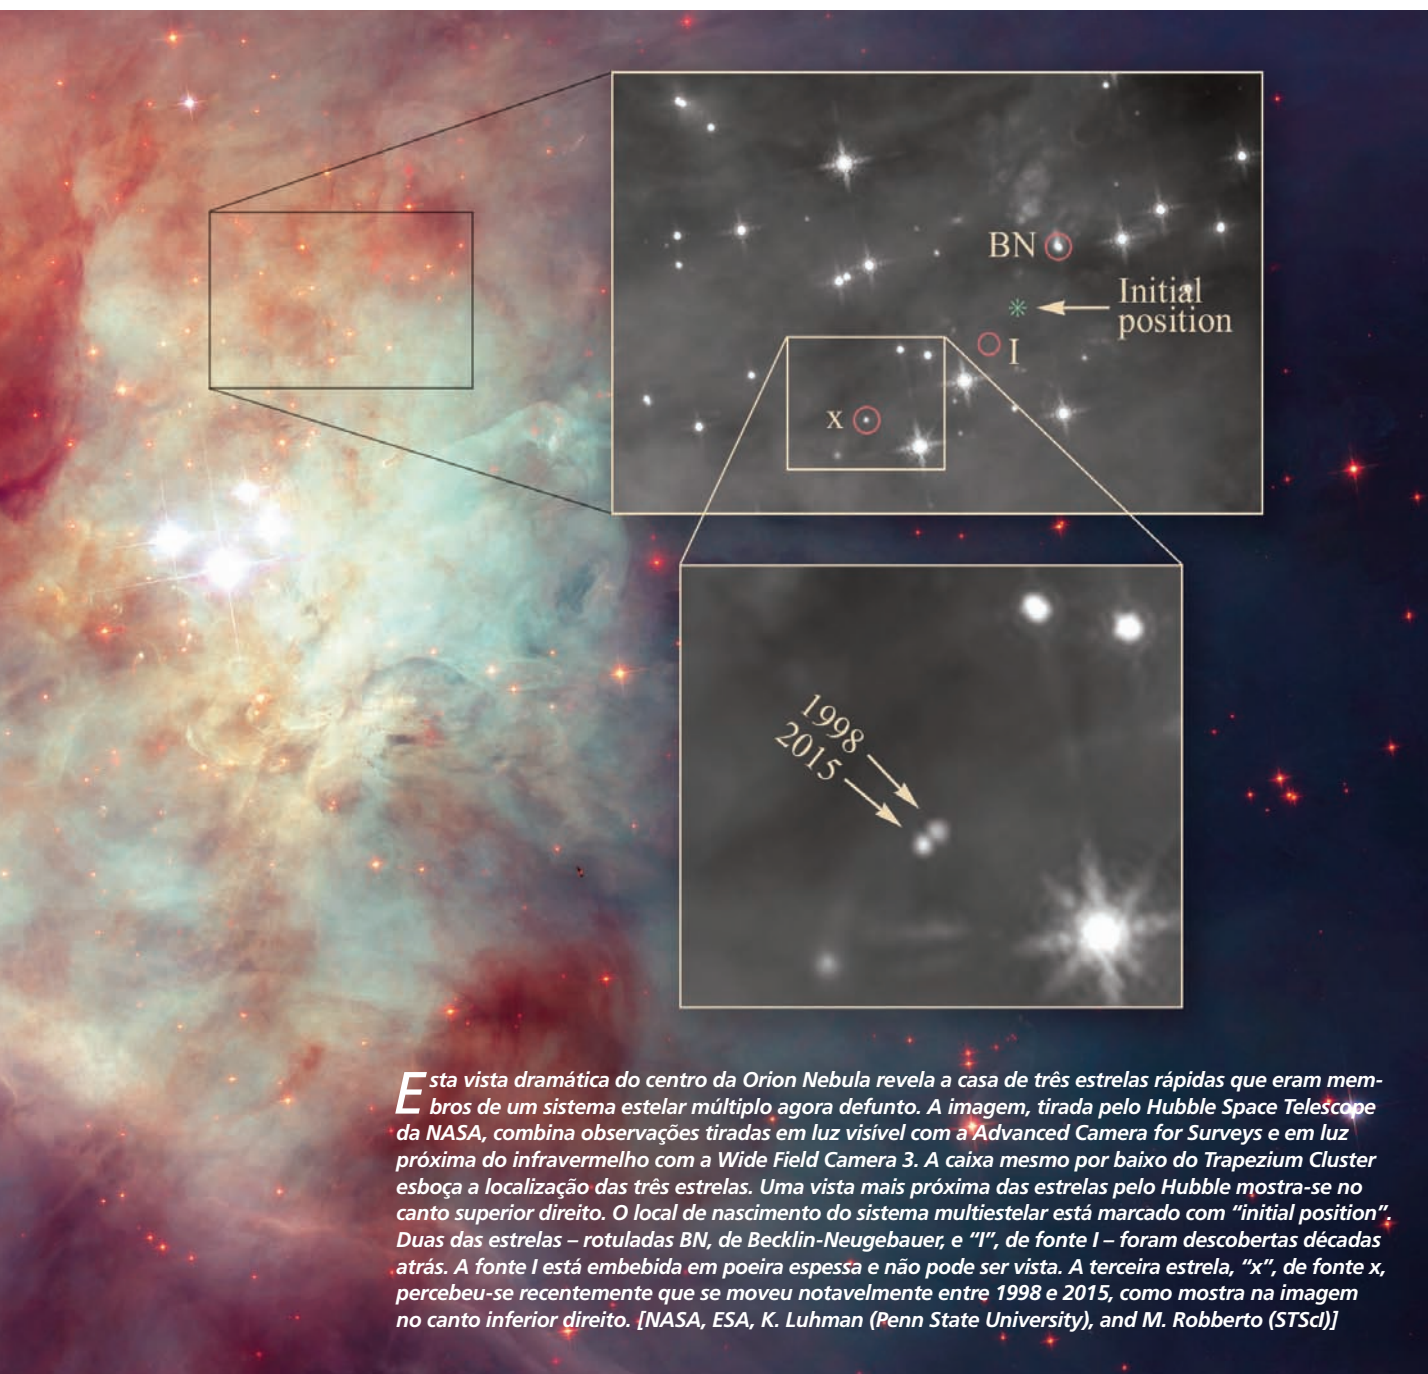 BN
Initial
position
I
x
1998
2015
Esta vista dramática do centro da Orion Nebula revela a casa de três estrelas rápidas que eram mem-
bros de um sistema estelar múltiplo agora defunto. A imagem, tirada pelo Hubble Space Telescope
da NASA, combina observações tiradas em luz visível com a Advanced Camera for Surveys e em luz
próxima do infravermelho com a Wide Field Camera 3. A caixa mesmo por baixo do Trapezium Cluster
esboça a localização das três estrelas. Uma vista mais próxima das estrelas pelo Hubble mostra-se no
canto superior direito. O local de nascimento do sistema multiestelar está marcado com “initial position”.
Duas das estrelas – rotuladas BN, de Becklin-Neugebauer, e “I”, de fonte I – foram descobertas décadas
atrás. A fonte I está embebida em poeira espessa e não pode ser vista. A terceira estrela, “x”, de fonte x,
percebeu-se recentemente que se moveu notavelmente entre 1998 e 2015, como mostra na imagem
no canto inferior direito. [NASA, ESA, K. Luhman (Penn State University), and M. Robberto (STScI)]